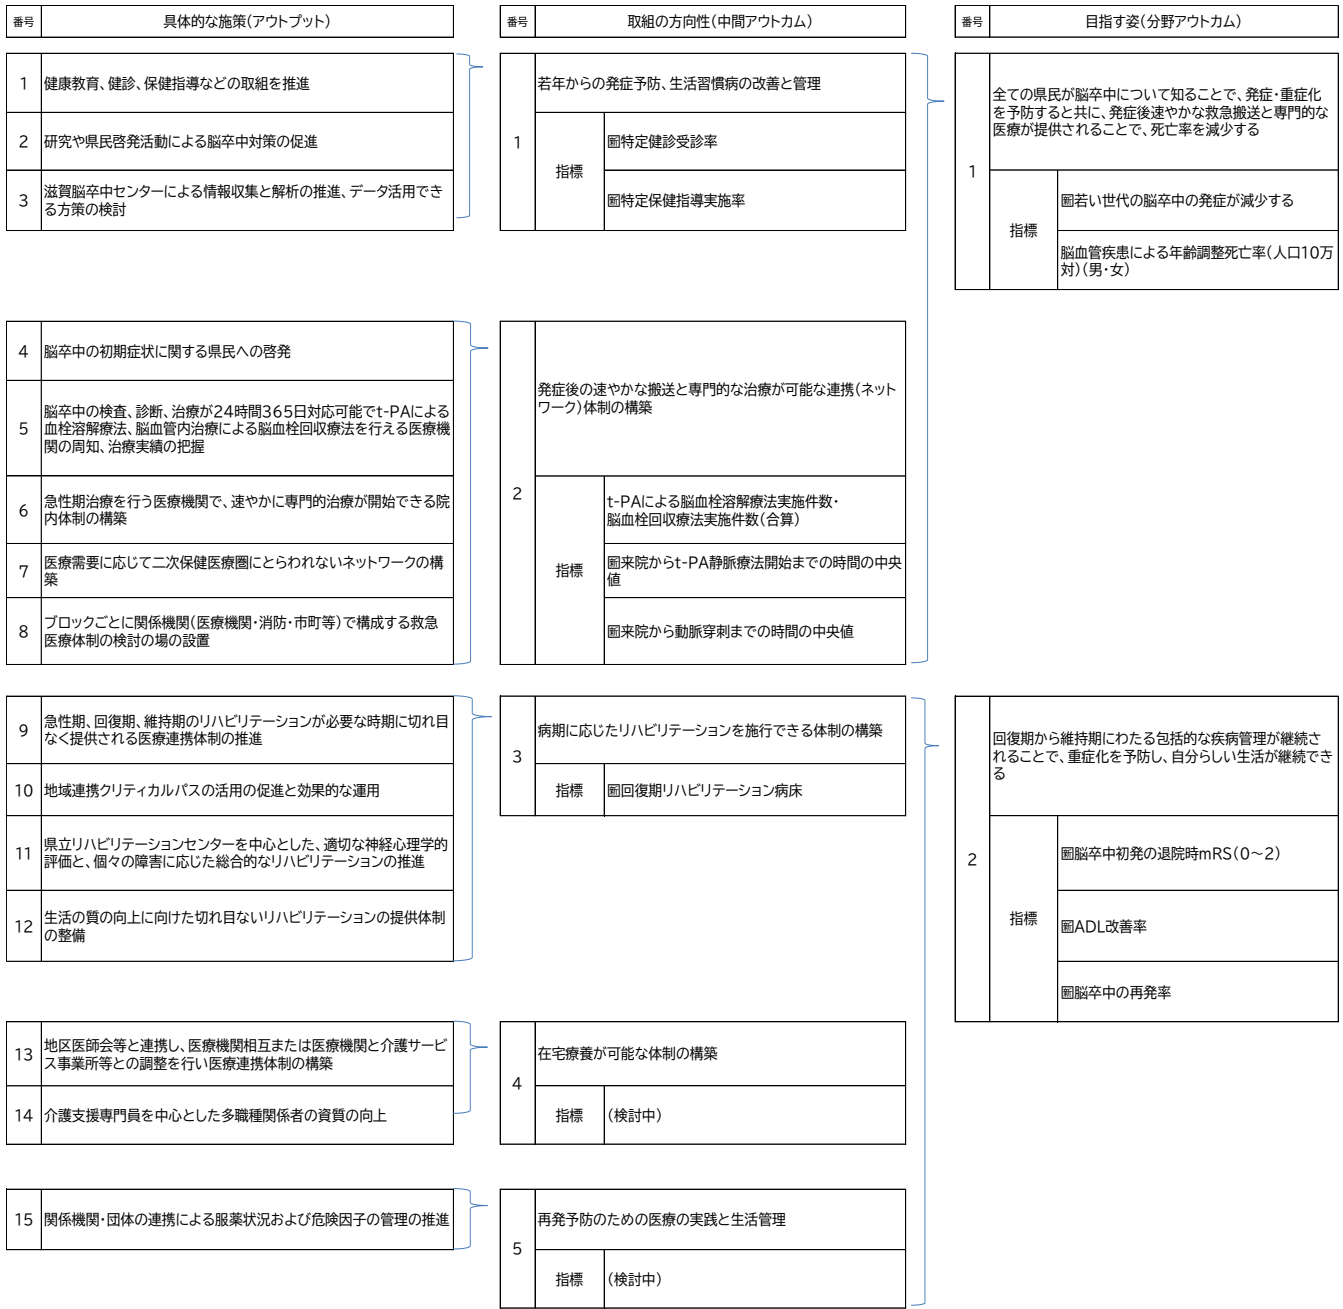 番号
具体的な施策(アウトプット)
番号
取組の方向性(中間アウトカム)
番号
目指す姿(分野アウトカム)
1
健康教育、健診、保健指導などの取組を推進
2
研究や県民啓発活動による脳卒中対策の促進
3
滋賀脳卒中センターによる情報収集と解析の推進、データ活用でき
る方策の検討
1
若年からの発症予防、生活習慣病の改善と管理
指標
圏特定健診受診率
圏特定保健指導実施率
1
全ての県民が脳卒中について知ることで、発症・重症化
を予防すると共に、発症後速やかな救急搬送と専門的な
医療が提供されることで、死亡率を減少する
指標
圏若い世代の脳卒中の発症が減少する
脳血管疾患による年齢調整死亡率(人口10万
対)(男・女)
4
脳卒中の初期症状に関する県民への啓発
5
脳卒中の検査、診断、治療が24時間365日対応可能でt-PAによる
血栓溶解療法、脳血管内治療による脳血栓回収療法を行える医療機
関の周知、治療実績の把握
6
急性期治療を行う医療機関で、速やかに専門的治療が開始できる院
内体制の構築
7
医療需要に応じて二次保健医療圏にとらわれないネットワークの構
築
8
ブロックごとに関係機関(医療機関・消防・市町等)で構成する救急
医療体制の検討の場の設置
2
発症後の速やかな搬送と専門的な治療が可能な連携(ネット
ワーク)体制の構築
指標
t-PAによる脳血栓溶解療法実施件数・
脳血栓回収療法実施件数(合算)
圏来院からt-PA静脈療法開始までの時間の中央
値
圏来院から動脈穿刺までの時間の中央値
9
急性期、回復期、維持期のリハビリテーションが必要な時期に切れ目
なく提供される医療連携体制の推進
10
地域連携クリティカルパスの活用の促進と効果的な運用
11
県立リハビリテーションセンターを中心とした、適切な神経心理学的
評価と、個々の障害に応じた総合的なリハビリテーションの推進
12
生活の質の向上に向けた切れ目ないリハビリテーションの提供体制
の整備
3
病期に応じたリハビリテーションを施行できる体制の構築
指標
圏回復期リハビリテーション病床
2
回復期から維持期にわたる包括的な疾病管理が継続さ
れることで、重症化を予防し、自分らしい生活が継続でき
る
指標
圏脳卒中初発の退院時mRS(0〜2)
圏ADL改善率
圏脳卒中の再発率
13
地区医師会等と連携し、医療機関相互または医療機関と介護サービ
ス事業所等との調整を行い医療連携体制の構築
14
介護支援専門員を中心とした多職種関係者の資質の向上
4
在宅療養が可能な体制の構築
指標
(検討中)
15
関係機関・団体の連携による服薬状況および危険因子の管理の推進
5
再発予防のための医療の実践と生活管理
指標
(検討中)